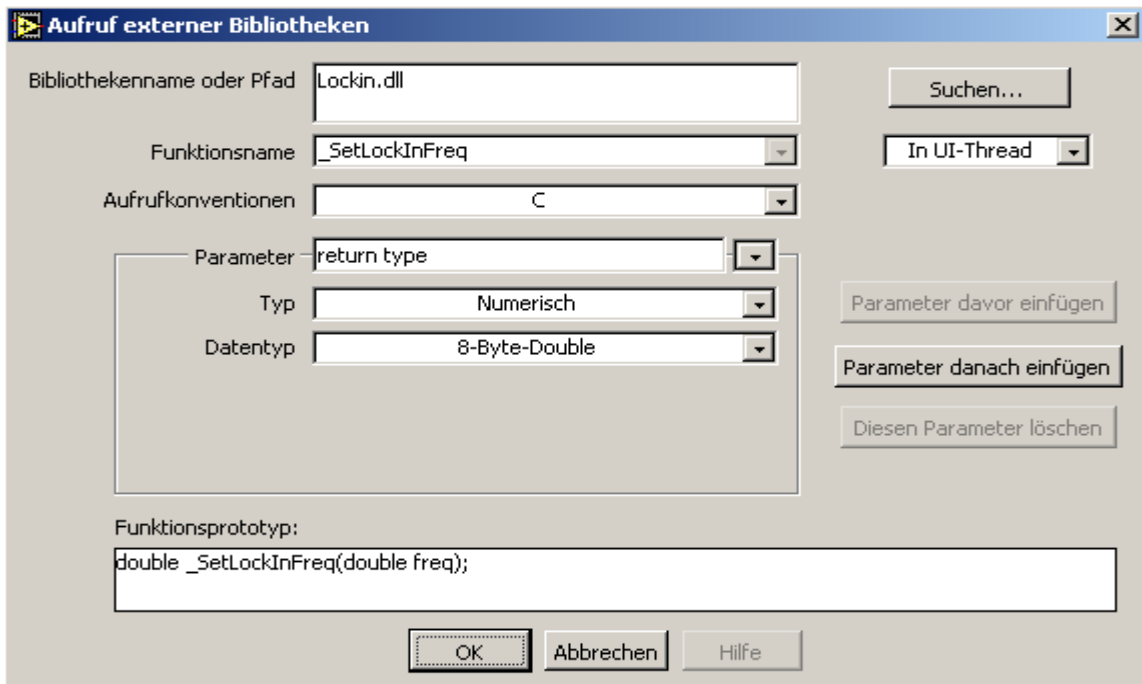 Aufruf externer Bibliotheken
Bibliothekenname oder Pfad Lockin.dll Suchen...
Funktionsname _SetLockInFreq In UI-Thread
Aufrufkonventionen C
Parameter return type
Typ Numerisch Parameter davor einfügen
Datentyp 8-Byte-Double
Parameter danach einfügen
Diesen Parameter löschen
Funktionsprototyp:
double _SetLockInFreq(double freq);
OK Abbrechen Hilfe